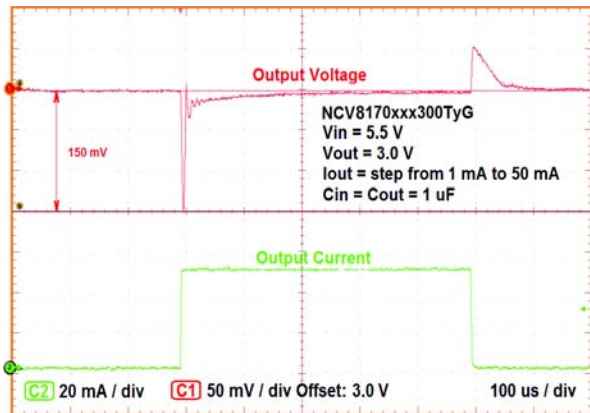 Output Voltage
NCV8170xxx300TyG
Vin = 5.5 V
Vout = 3.0 V
Iout = step from 1 mA to 50 mA
Cin = Cout = 1 uF
150 mV
Output Current
C2 20 mA / div C1 50 mV / div Offset: 3.0 V 100 us / div